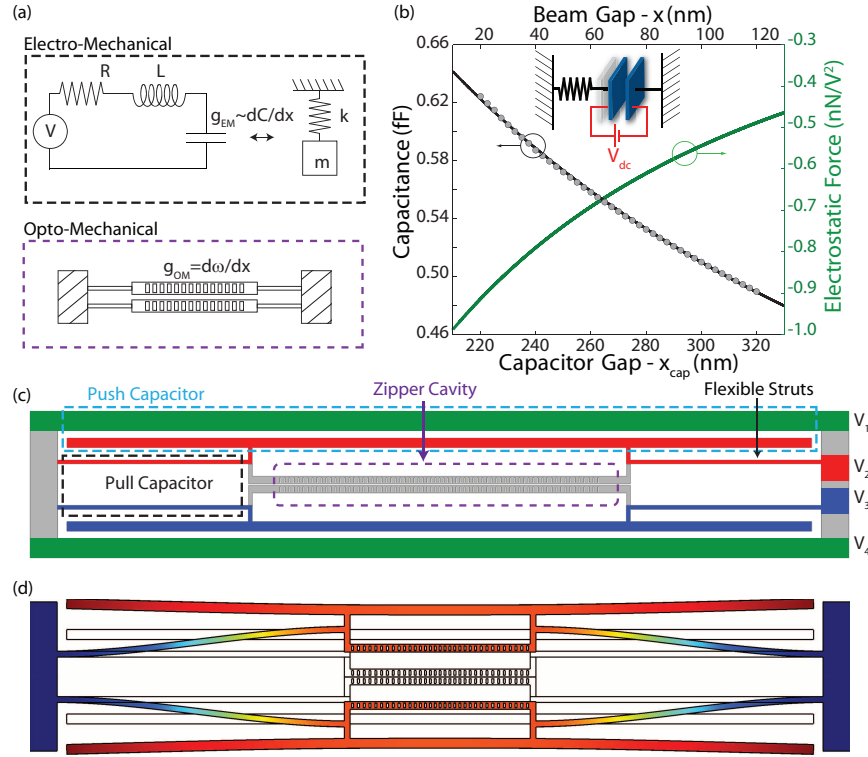 (a)
Electro-Mechanical
R
L
V
g_EM~dC/dx
k
m
Opto-Mechanical
g_OM=dω/dx
(b)
Beam Gap - x (nm)
20 40 60 80 100 120
0.66
0.62
0.58
0.54
0.50
0.46
Capacitance (fF)
V_dc
-0.3
-0.4
-0.5
-0.6
-0.7
-0.8
-0.9
-1.0
Electrostatic Force (nN/V²)
220 240 260 280 300 320
Capacitor Gap - x_cap (nm)
(c)
Push Capacitor
Zipper Cavity
Flexible Struts
Pull Capacitor
V_1
V_2
V_3
V_4
(d)